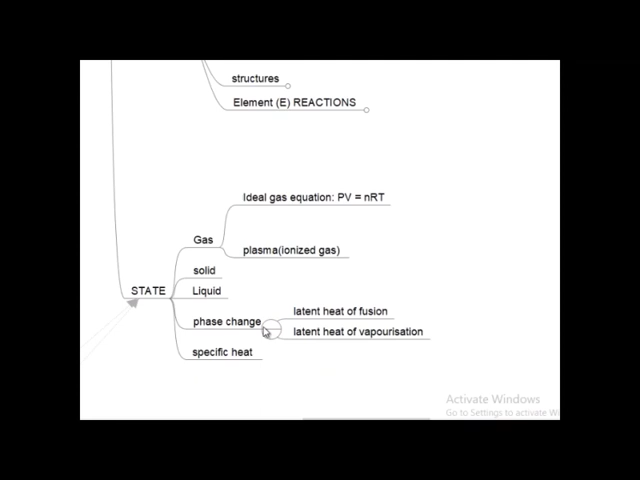 structures
Element (E) REACTIONS
Ideal gas equation: PV = nRT
Gas
plasma(ionized gas)
solid
STATE
Liquid
phase change
latent heat of fusion
latent heat of vapourisation
specific heat
Activate Windows
Go to Settings to activate Wi